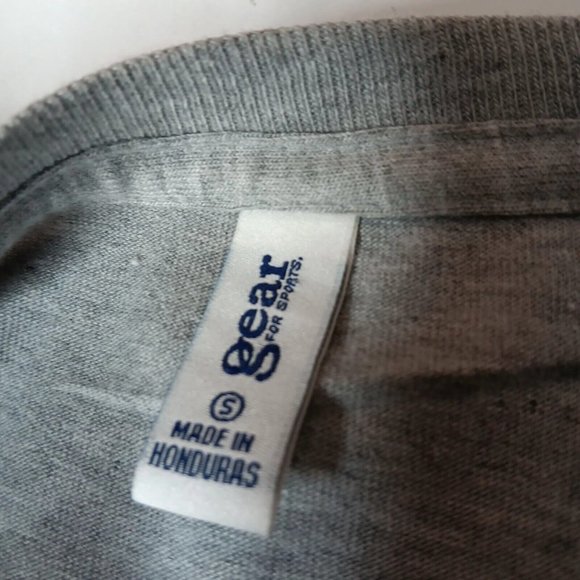 gear
FOR SPORTS.
S
MADE IN
HONDURAS